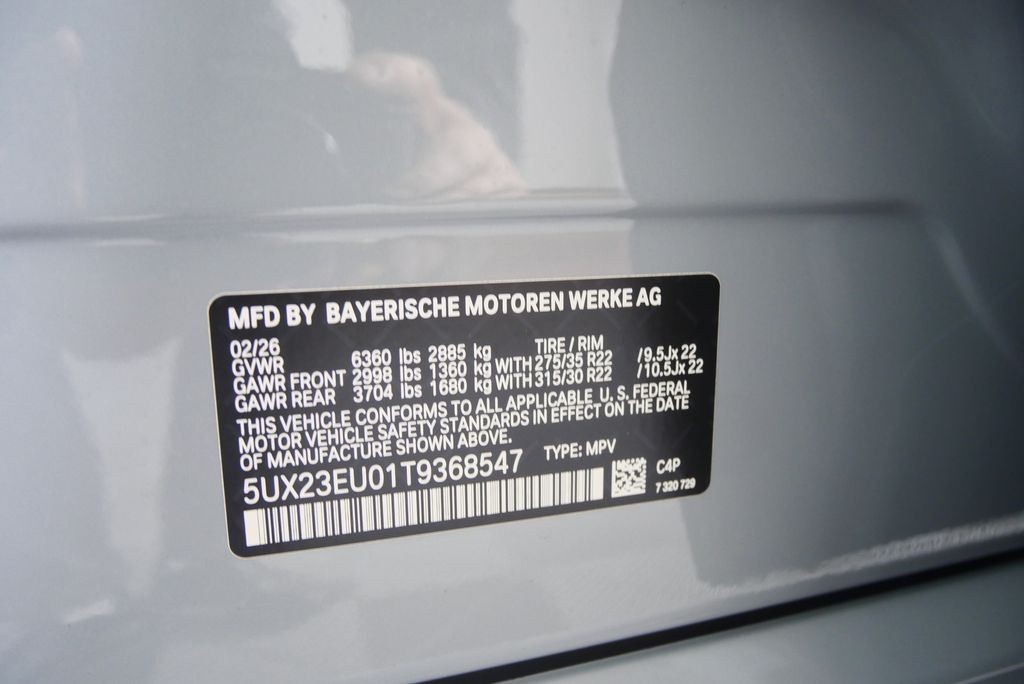 MFD BY BAYERISCHE MOTOREN WERKE AG
02/26 TIRE / RIM
GVWR 6360 lbs 2885 kg
GAWR FRONT 2998 lbs 1360 kg WITH 275/35 R22 /9.5Jx 22
GAWR REAR 3704 lbs 1680 kg WITH 315/30 R22 /10.5Jx 22
THIS VEHICLE CONFORMS TO ALL APPLICABLE U. S. FEDERAL
MOTOR VEHICLE SAFETY STANDARDS IN EFFECT ON THE DATE
OF MANUFACTURE SHOWN ABOVE.
5UX23EU01T9368547 TYPE: MPV
C4P
7 320 729